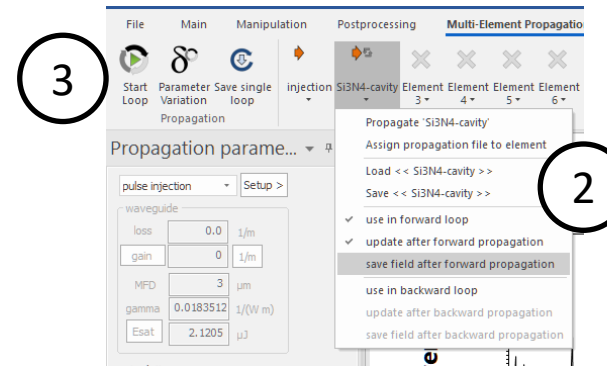 File Main Manipulation Postprocessing Multi-Element Propagatio
3
Start Parameter Save single injection Si3N4-cavity Element Element Element Element
Loop Variation loop 3 4 5 6
Propagation
Propagate 'Si3N4-cavity'
Assign propagation file to element
Load << Si3N4-cavity >>
Save << Si3N4-cavity >>
2
use in forward loop
update after forward propagation
save field after forward propagation
use in backward loop
update after backward propagation
save field after backward propagation
Propagation parame...
pulse injection Setup >
waveguide
loss 0.0 1/m
gain 0 1/m
MFD 3 µm
gamma 0.0183512 1/(W m)
Esat 2.1205 µJ